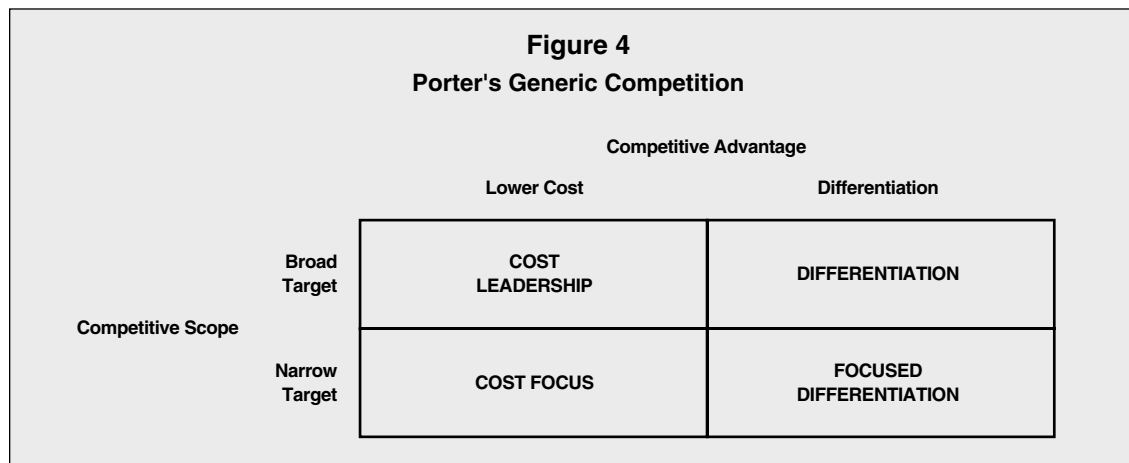 Figure 4
Porter's Generic Competition
Competitive Advantage
Lower Cost
Differentiation
Broad
Target
COST
LEADERSHIP
DIFFERENTIATION
Competitive Scope
Narrow
Target
COST FOCUS
FOCUSED
DIFFERENTIATION